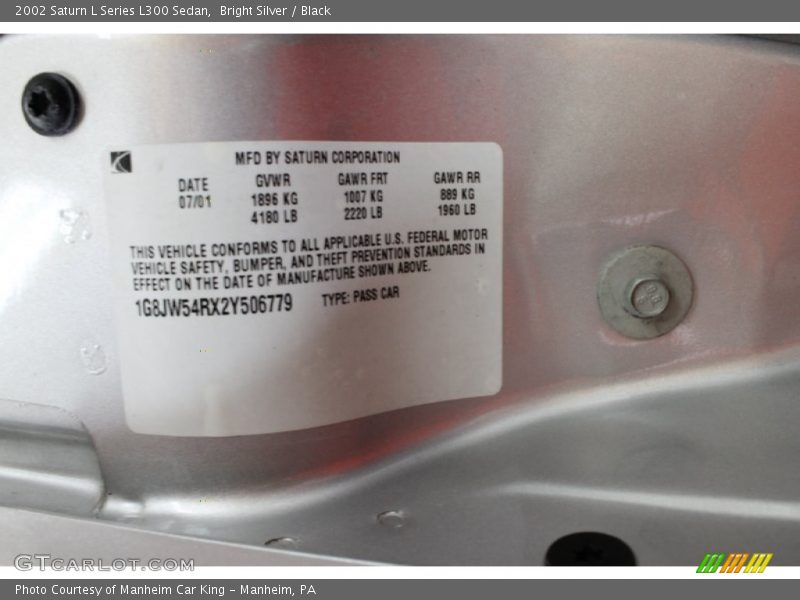 2002 Saturn L Series L300 Sedan, Bright Silver / Black
MFD BY SATURN CORPORATION
DATE GVWR GAWR FRT GAWR RR
07/01 1896 KG 1007 KG 889 KG
4180 LB 2220 LB 1960 LB
THIS VEHICLE CONFORMS TO ALL APPLICABLE U.S. FEDERAL MOTOR
VEHICLE SAFETY, BUMPER, AND THEFT PREVENTION STANDARDS IN
EFFECT ON THE DATE OF MANUFACTURE SHOWN ABOVE.
1G8JW54RX2Y506779 TYPE: PASS CAR
GTCARLOT.COM
Photo Courtesy of Manheim Car King - Manheim, PA